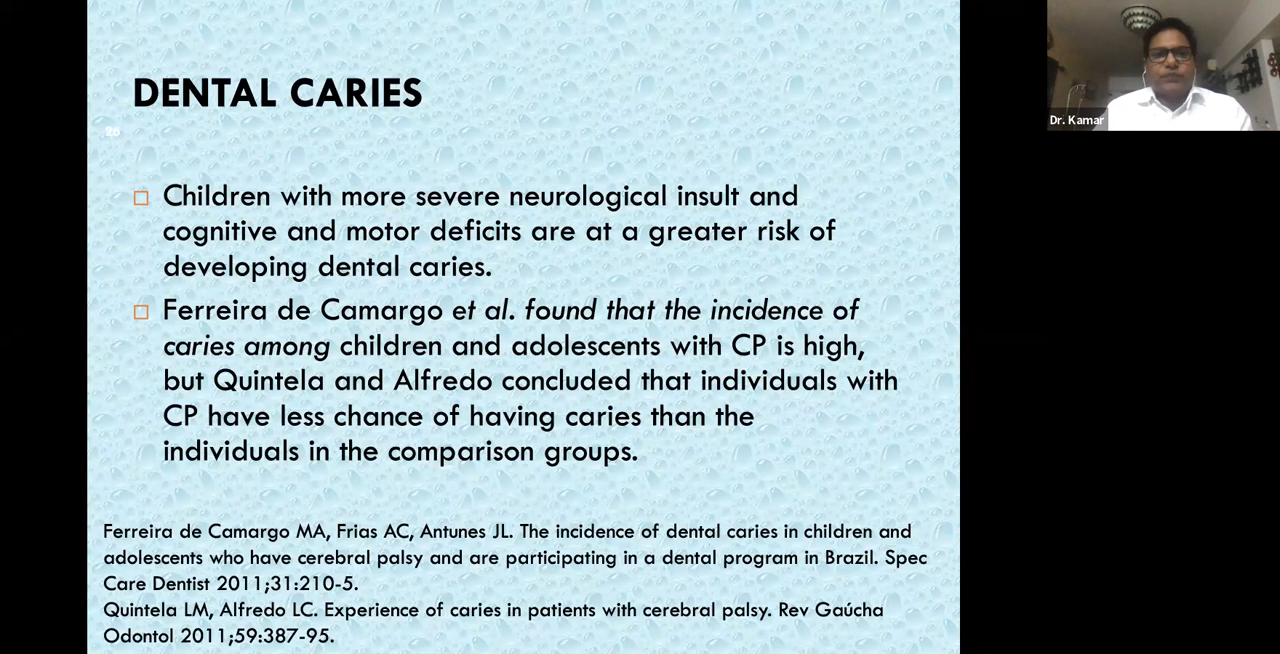 DENTAL CARIES
26
Children with more severe neurological insult and
cognitive and motor deficits are at a greater risk of
developing dental caries.
Ferreira de Camargo et al. found that the incidence of
caries among children and adolescents with CP is high,
but Quintela and Alfredo concluded that individuals with
CP have less chance of having caries than the
individuals in the comparison groups.
Ferreira de Camargo MA, Frias AC, Antunes JL. The incidence of dental caries in children and
adolescents who have cerebral palsy and are participating in a dental program in Brazil. Spec
Care Dentist 2011;31:210-5.
Quintela LM, Alfredo LC. Experience of caries in patients with cerebral palsy. Rev Gaúcha
Odontol 2011;59:387-95.
Dr. Kamar